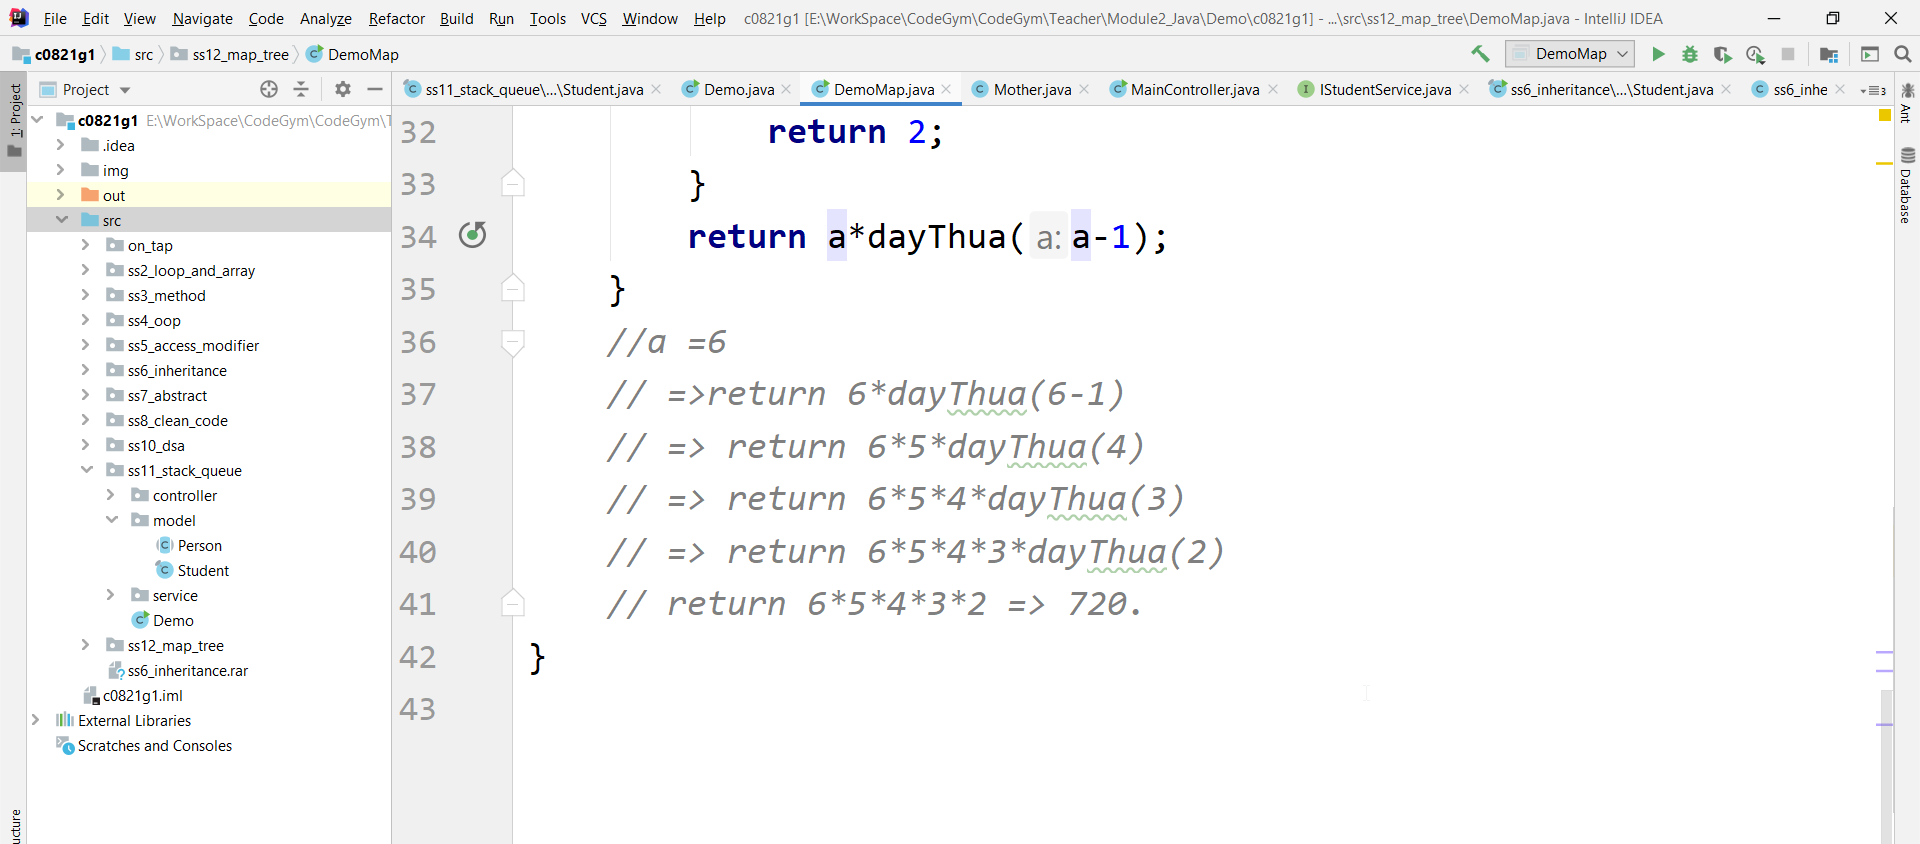 File Edit View Navigate Code Analyze Refactor Build Run Tools VCS Window Help c0821g1 [E:\WorkSpace\CodeGym\CodeGym\Teacher\Module2_Java\Demo\c0821g1] - ...\src\ss12_map_tree\DemoMap.java - IntelliJ IDEA
c0821g1 src ss12_map_tree DemoMap DemoMap
Project ss11_stack_queue\...\Student.java Demo.java DemoMap.java Mother.java MainController.java IStudentService.java ss6_inheritance\...\Student.java ss6_inhe 3
1: Project
Ant
Database
c0821g1 E:\WorkSpace\CodeGym\CodeGym\T
.idea
img
out
src
on_tap
ss2_loop_and_array
ss3_method
ss4_oop
ss5_access_modifier
ss6_inheritance
ss7_abstract
ss8_clean_code
ss10_dsa
ss11_stack_queue
controller
model
Person
Student
service
Demo
ss12_map_tree
ss6_inheritance.rar
c0821g1.iml
External Libraries
Scratches and Consoles
ucture
32 return 2;
33 }
34 return a*dayThua( a: a-1);
35 }
36 //a =6
37 // =>return 6*dayThua(6-1)
38 // => return 6*5*dayThua(4)
39 // => return 6*5*4*dayThua(3)
40 // => return 6*5*4*3*dayThua(2)
41 // return 6*5*4*3*2 => 720.
42 }
43